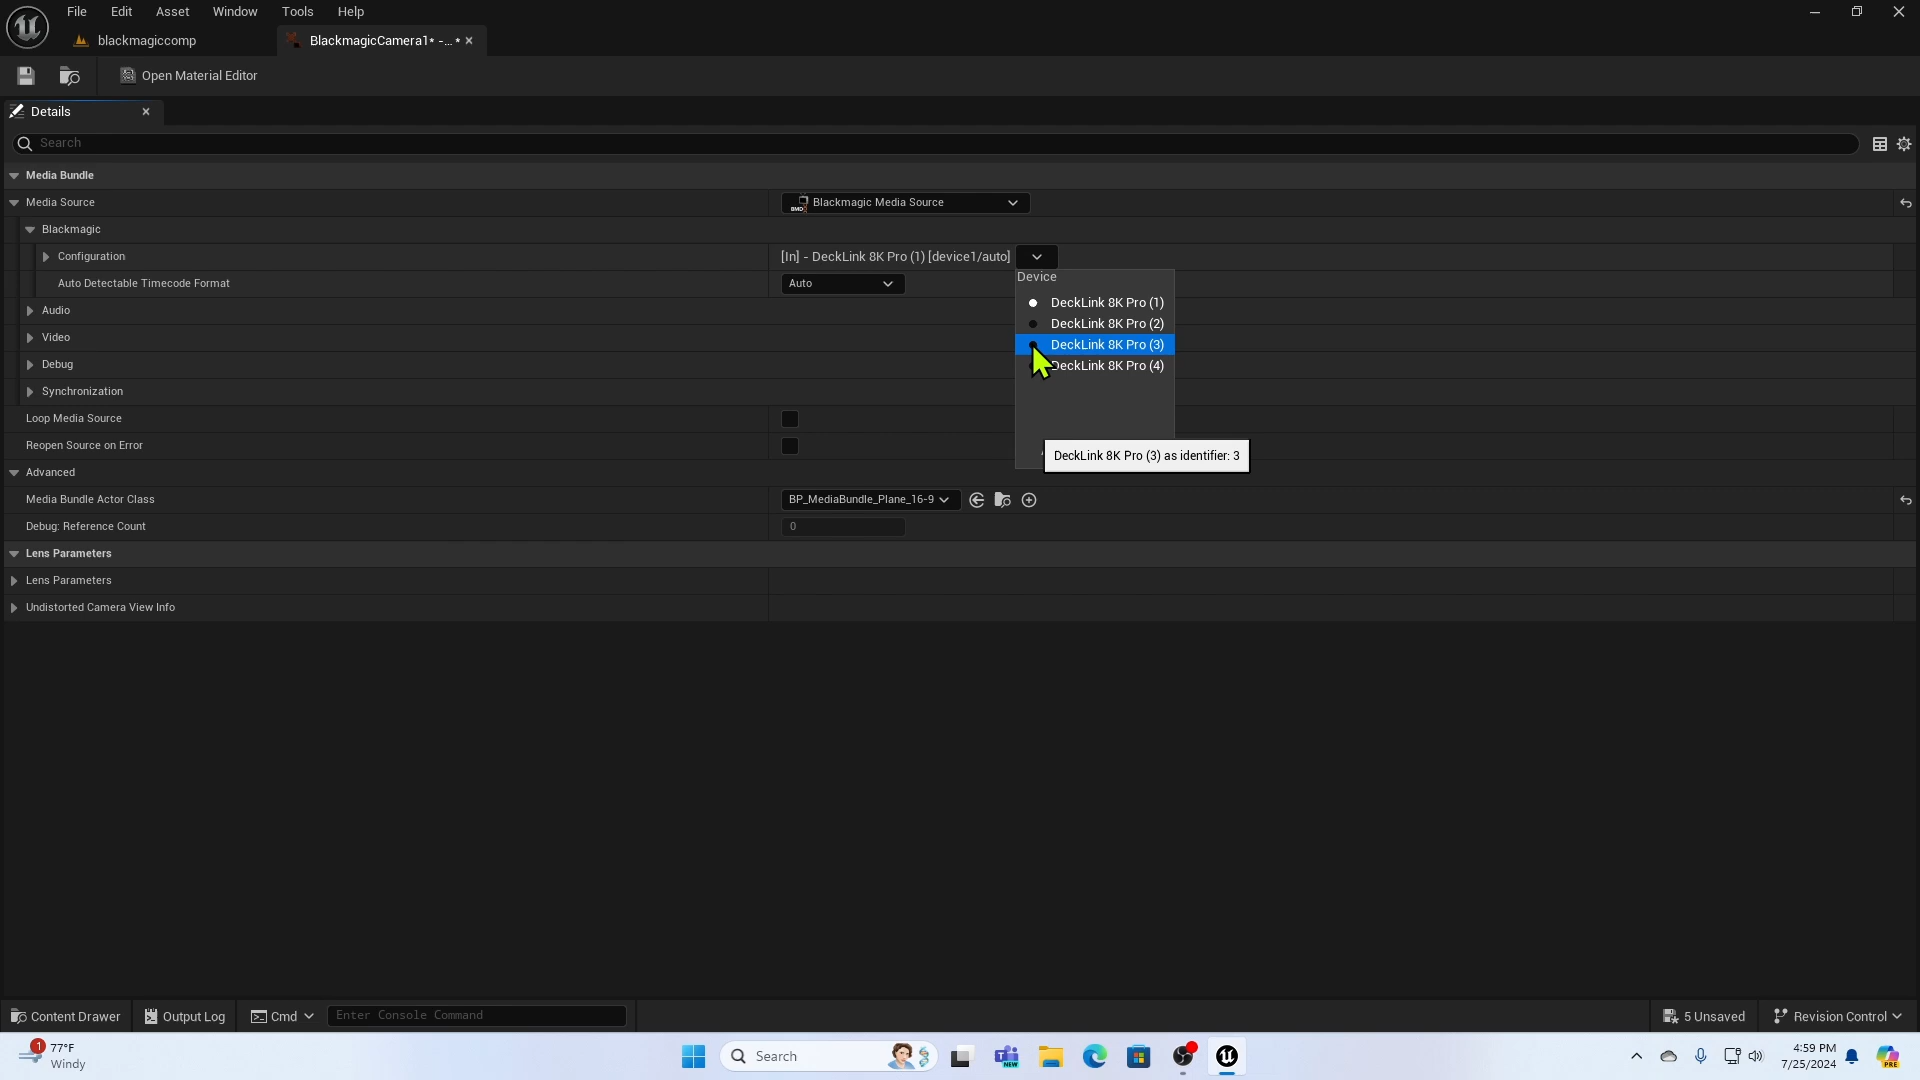 File Edit Asset Window Tools Help
blackmagiccomp
BlackmagicCamera1* -... *
Open Material Editor
Details
Search
Media Bundle
Media Source
BMD Blackmagic Media Source
Blackmagic
Configuration
[In] - DeckLink 8K Pro (1) [device1/auto]
Device
Auto Detectable Timecode Format
Auto
DeckLink 8K Pro (1)
DeckLink 8K Pro (2)
DeckLink 8K Pro (3)
DeckLink 8K Pro (4)
Audio
Video
Debug
Synchronization
Loop Media Source
Reopen Source on Error
DeckLink 8K Pro (3) as identifier: 3
Advanced
Media Bundle Actor Class
BP_MediaBundle_Plane_16-9
Debug: Reference Count
0
Lens Parameters
Lens Parameters
Undistorted Camera View Info
Content Drawer
Output Log
Cmd
Enter Console Command
5 Unsaved
Revision Control
1
77°F
Windy
Search
NEW
4:59 PM
7/25/2024
PRE